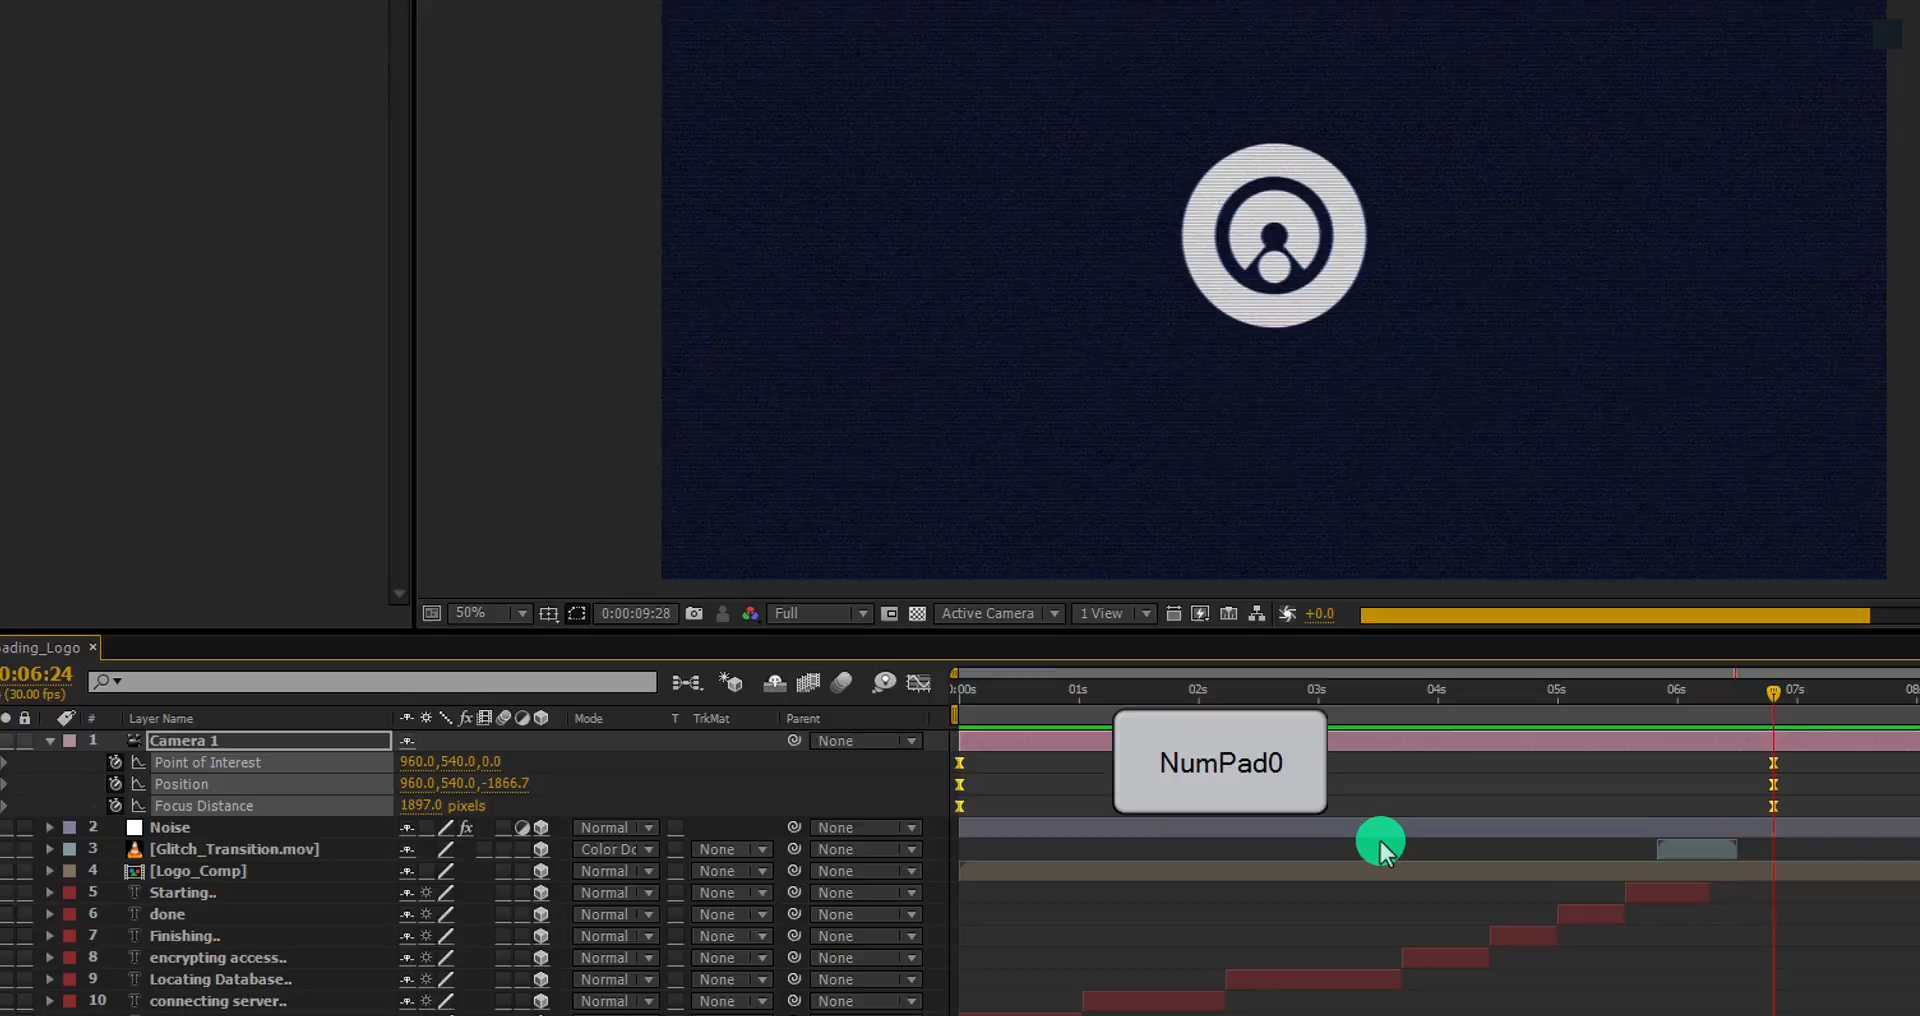 50%
0:00:09:28
Full
Active Camera
1 View
+0.0
ading_Logo ×
0:06:24
(30.00 fps)
:00s 01s 02s 03s 04s 05s 06s 07s 08
# Layer Name Mode T TrkMat Parent
1 Camera 1 None
Point of Interest 960.0,540.0,0.0
Position 960.0,540.0,-1866.7
Focus Distance 1897.0 pixels
NumPad0
2 Noise fx Normal None
3 [Glitch_Transition.mov] Color Dc None None
4 [Logo_Comp] Normal None None
5 Starting.. Normal None None
6 done Normal None None
7 Finishing.. Normal None None
8 encrypting access.. Normal None None
9 Locating Database.. Normal None None
10 connecting server.. Normal None None